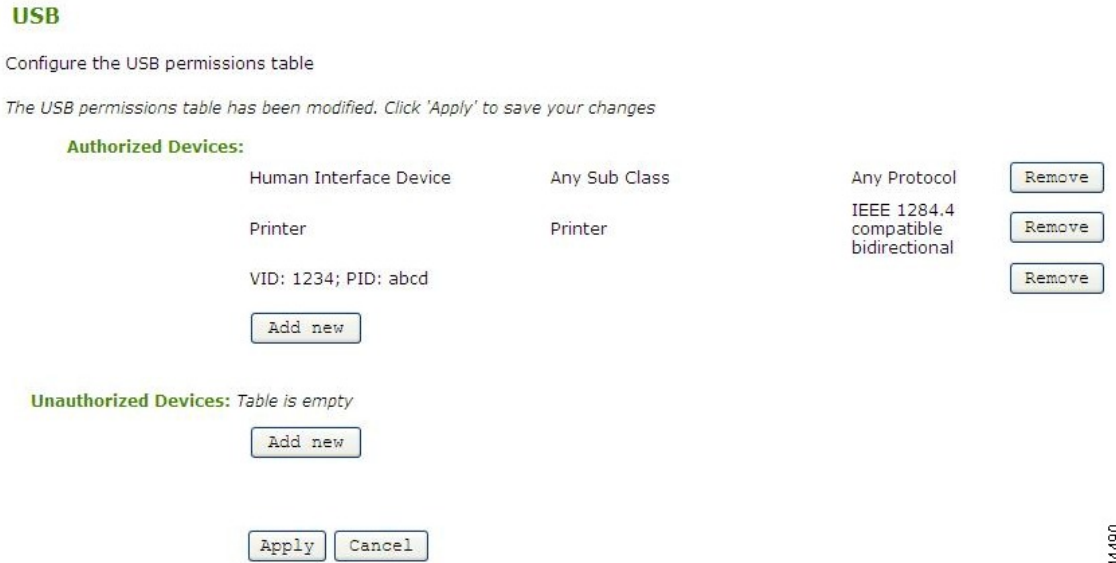 USB
Configure the USB permissions table
The USB permissions table has been modified. Click 'Apply' to save your changes
Authorized Devices:
Human Interface Device Any Sub Class Any Protocol Remove
Printer Printer IEEE 1284.4 compatible bidirectional Remove
VID: 1234; PID: abcd Remove
Add new
Unauthorized Devices: Table is empty
Add new
Apply Cancel